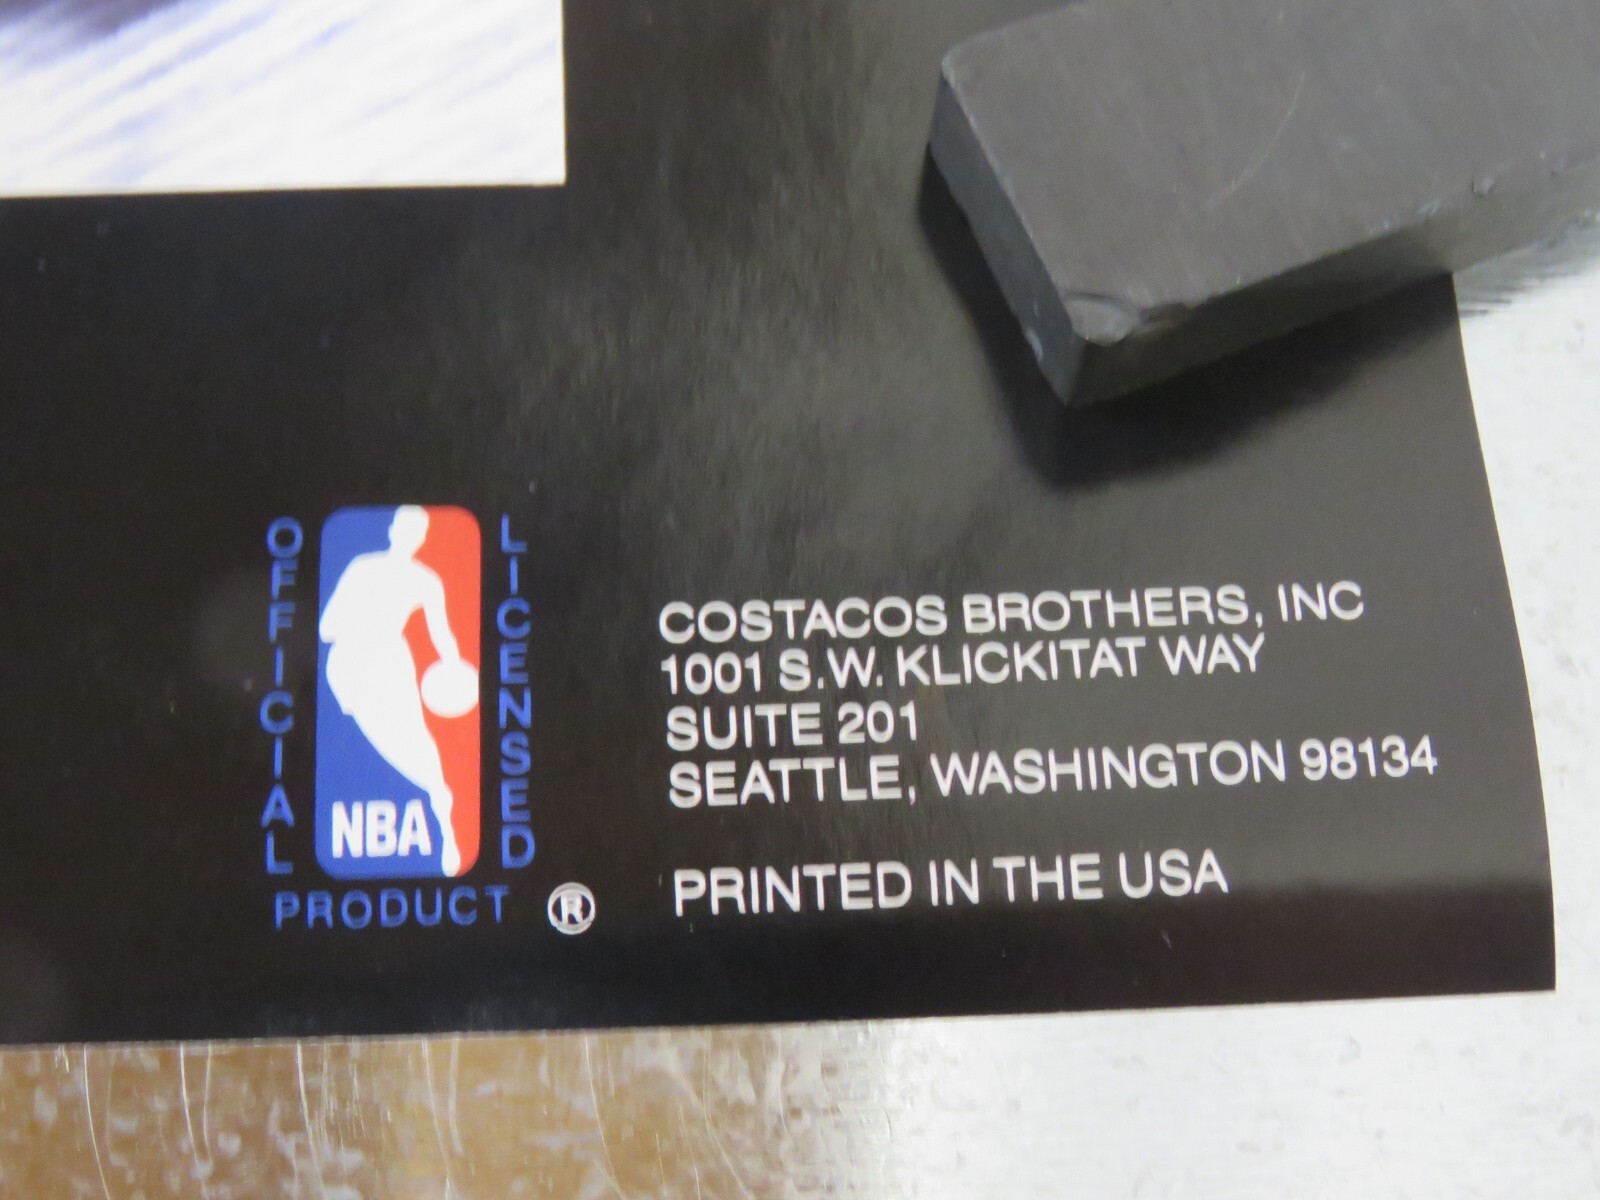 OFFICIAL
LICENSED
NBA
PRODUCT ®
COSTACOS BROTHERS, INC
1001 S.W. KLICKITAT WAY
SUITE 201
SEATTLE, WASHINGTON 98134
PRINTED IN THE USA